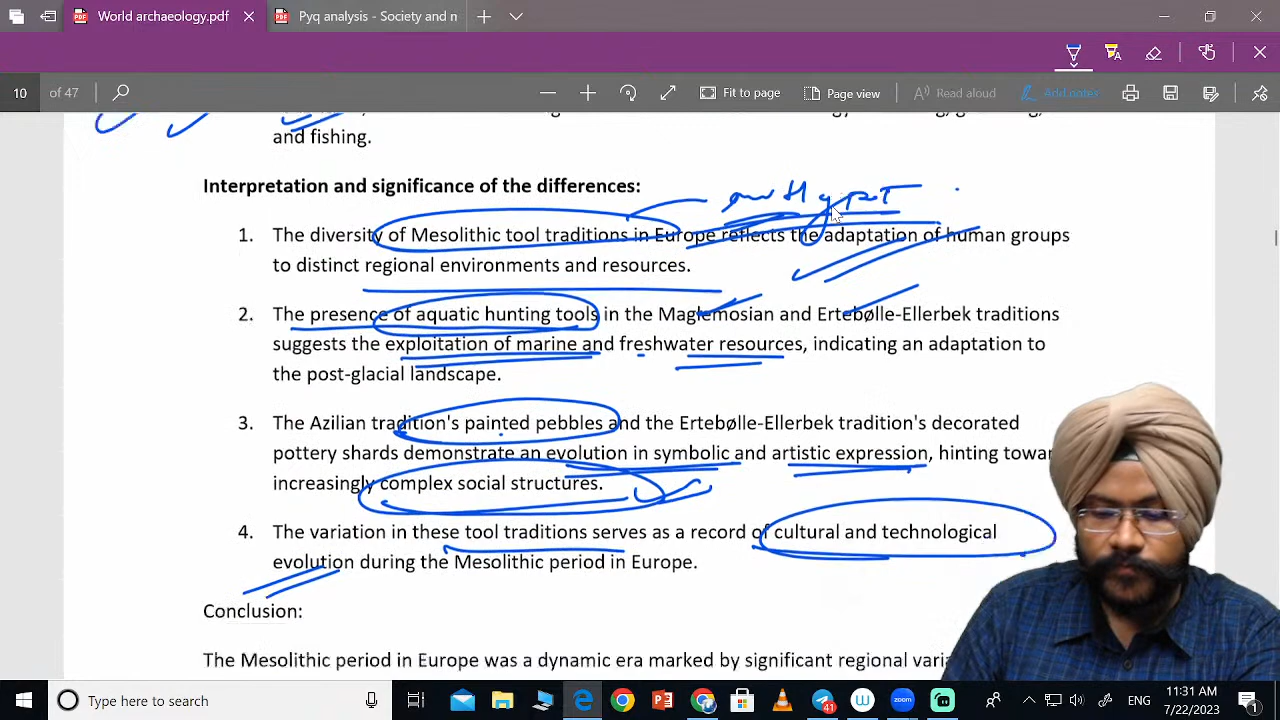 World archaeology.pdf
Pyq analysis - Society and n
10 of 47
Fit to page
Page view
Read aloud
Add notes
and fishing.
Interpretation and significance of the differences:
1. The diversity of Mesolithic tool traditions in Europe reflects the adaptation of human groups
to distinct regional environments and resources.
2. The presence of aquatic hunting tools in the Maglemosian and Ertebølle-Ellerbek traditions
suggests the exploitation of marine and freshwater resources, indicating an adaptation to
the post-glacial landscape.
3. The Azilian tradition's painted pebbles and the Ertebølle-Ellerbek tradition's decorated
pottery shards demonstrate an evolution in symbolic and artistic expression, hinting towar
increasingly complex social structures.
4. The variation in these tool traditions serves as a record of cultural and technological
evolution during the Mesolithic period in Europe.
Conclusion:
The Mesolithic period in Europe was a dynamic era marked by significant regional varia
Type here to search
41
zoom
ENG
11:31 AM
7/22/2023